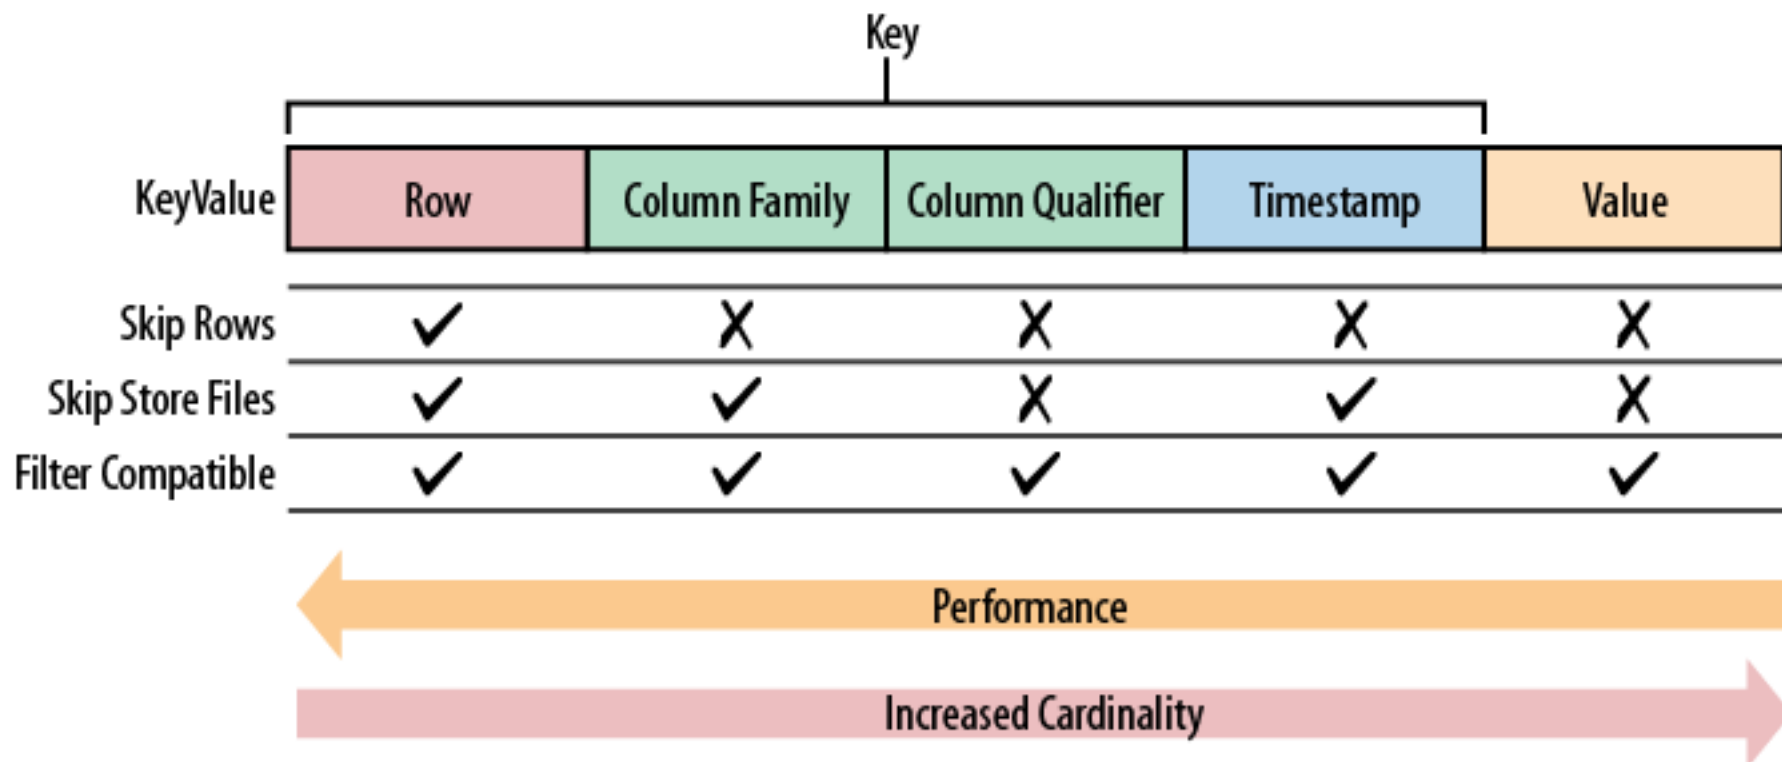 Key
KeyValue Row Column Family Column Qualifier Timestamp Value
Skip Rows ✓ X X X X
Skip Store Files ✓ ✓ X ✓ X
Filter Compatible ✓ ✓ ✓ ✓ ✓
Performance
Increased Cardinality